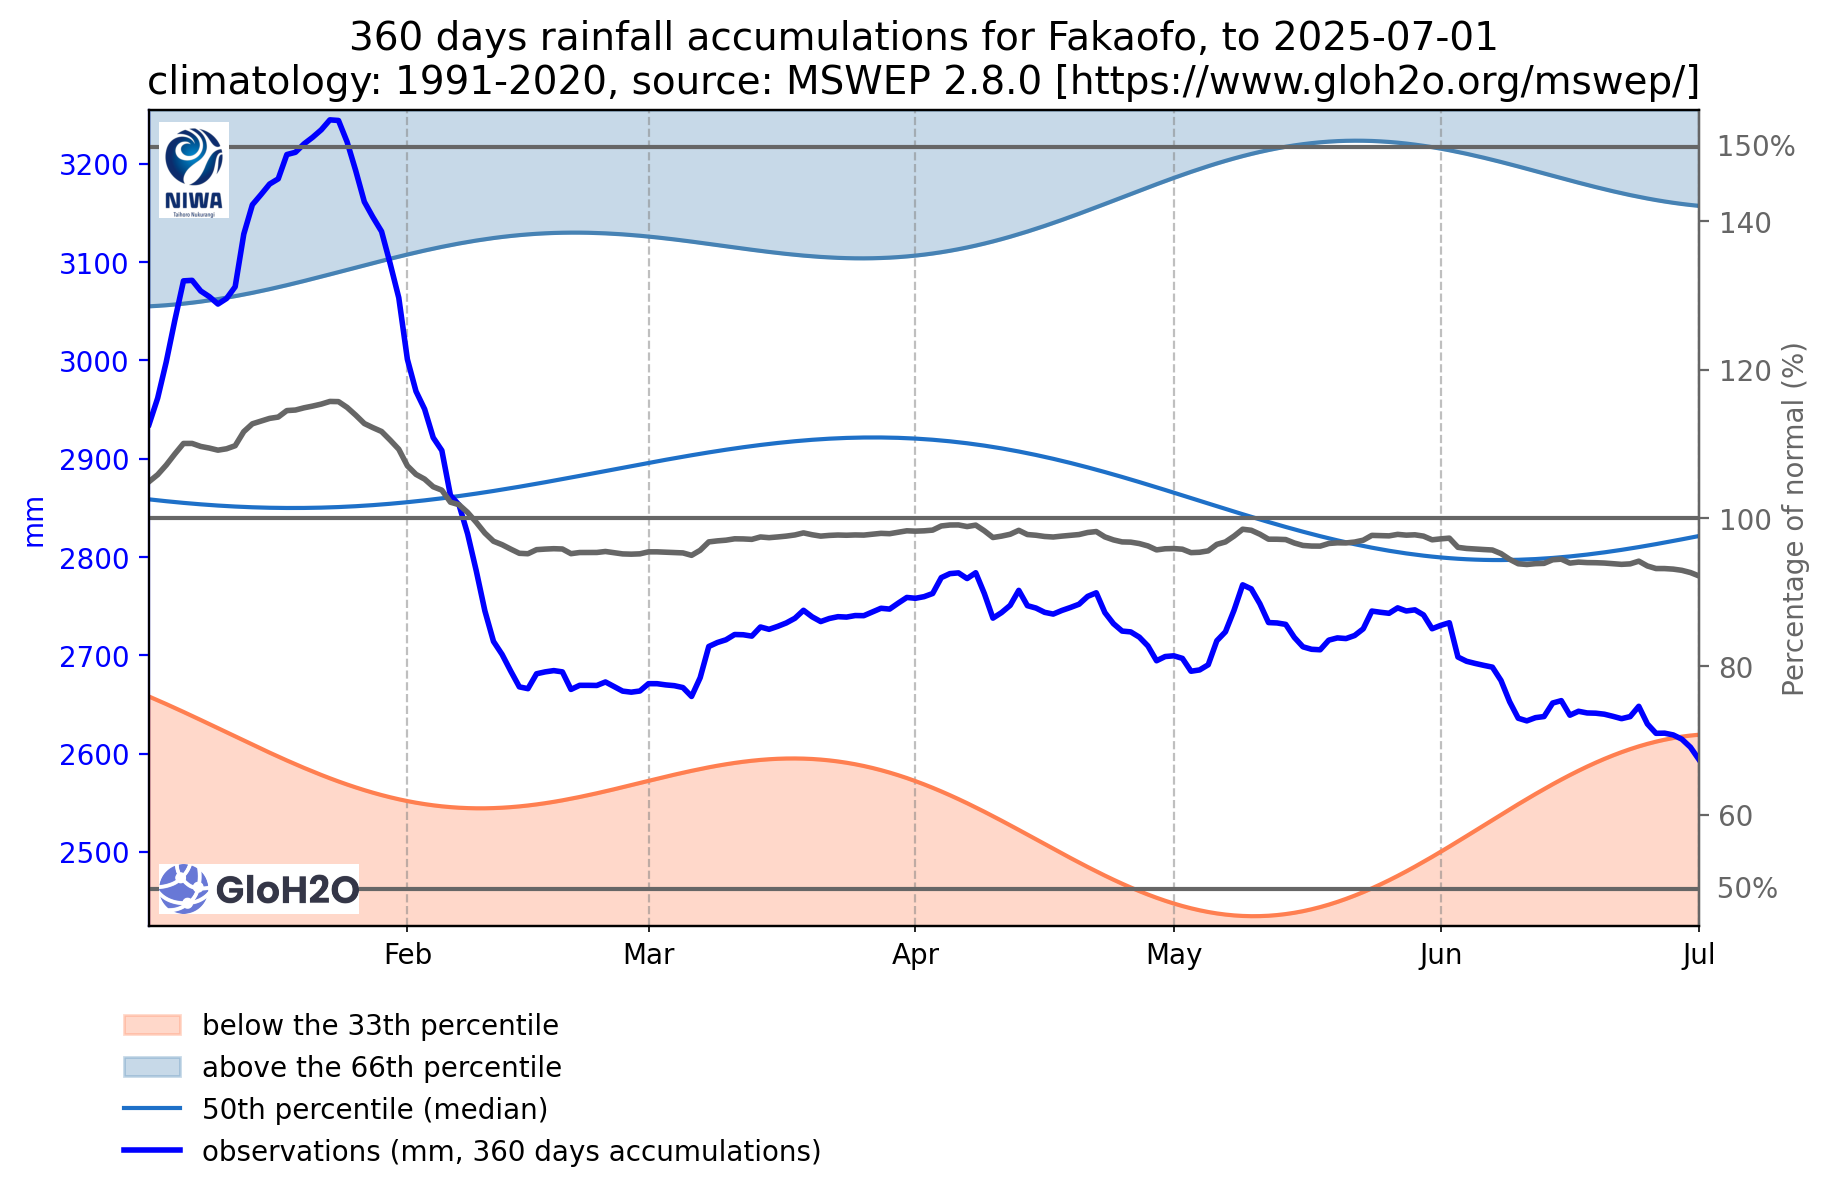 360 days rainfall accumulations for Fakaofo, to 2025-07-01
climatology: 1991-2020, source: MSWEP 2.8.0 [https://www.gloh2o.org/mswep/]
NIWA
Taihoro Nukurangi
3200
3100
3000
2900
2800
2700
2600
2500
mm
150%
140
120
100
80
60
50%
Percentage of normal (%)
GloH2O
Feb
Mar
Apr
May
Jun
Jul
below the 33th percentile
above the 66th percentile
50th percentile (median)
observations (mm, 360 days accumulations)